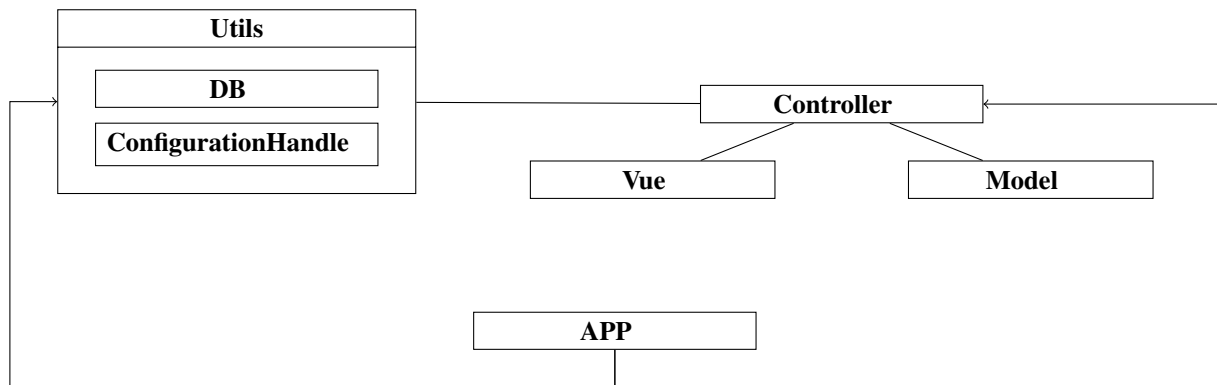 Utils
DB
ConfigurationHandle
Controller
Vue
Model
APP